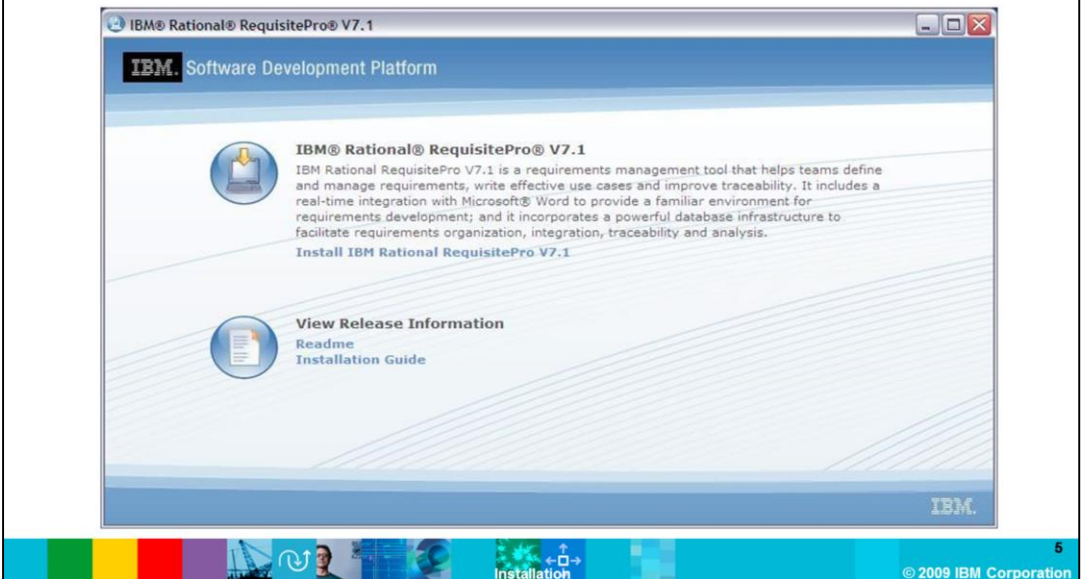 IBM® Rational® RequisitePro® V7.1
IBM. Software Development Platform
IBM® Rational® RequisitePro® V7.1
IBM Rational RequisitePro V7.1 is a requirements management tool that helps teams define
and manage requirements, write effective use cases and improve traceability. It includes a
real-time integration with Microsoft® Word to provide a familiar environment for
requirements development; and it incorporates a powerful database infrastructure to
facilitate requirements organization, integration, traceability and analysis.
Install IBM Rational RequisitePro V7.1
View Release Information
Readme
Installation Guide
IBM.
5
Installation
© 2009 IBM Corporation